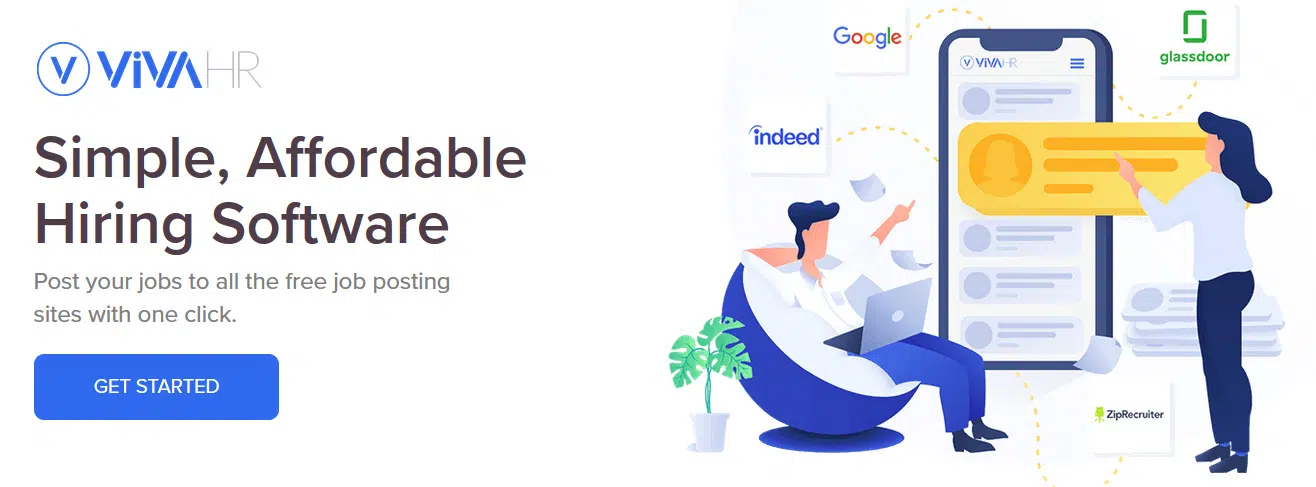 ViVAHR
Simple, Affordable
Hiring Software
Post your jobs to all the free job posting
sites with one click.
GET STARTED
Google
glassdoor
ViVAHR
indeed
ZipRecruiter